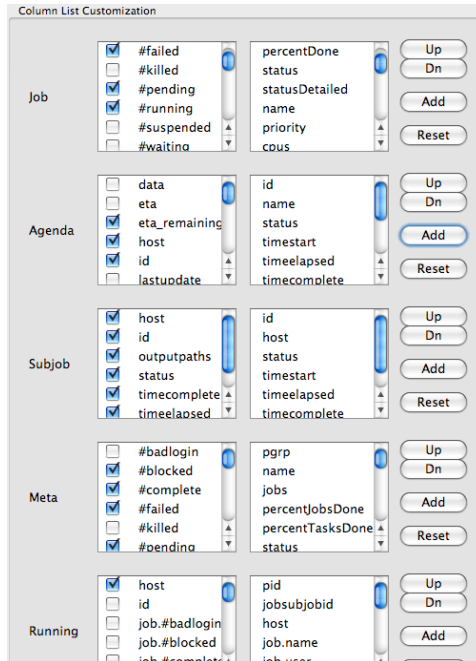 Column List Customization
Job
#failed
#killed
#pending
#running
#suspended
#waiting
percentDone
status
statusDetailed
name
priority
cpus
Up
Dn
Add
Reset
Agenda
data
eta
eta_remaining
host
id
lastupdate
id
name
status
timestart
timeelapsed
timecomplete
Up
Dn
Add
Reset
Subjob
host
id
outputpaths
status
timecomplete
timeelapsed
id
host
status
timestart
timeelapsed
timecomplete
Up
Dn
Add
Reset
Meta
#badlogin
#blocked
#complete
#failed
#killed
#pending
pgrp
name
jobs
percentJobsDone
percentTasksDone
status
Up
Dn
Add
Reset
Running
host
id
job.#badlogin
job.#blocked
job.#complete
pid
jobsubjobid
host
job.name
job.user
Up
Dn
Add